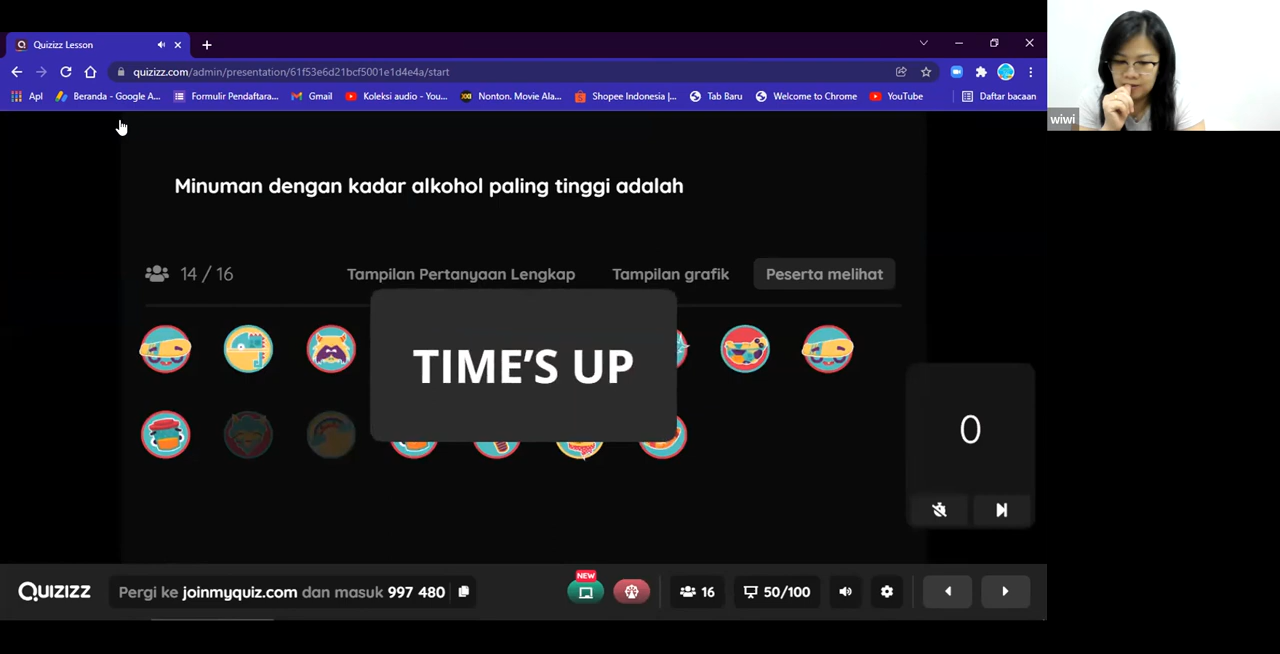 Quizizz Lesson
quizizz.com/admin/presentation/61f53e6d21bcf5001e1d4e4a/start
Apl Beranda - Google A... Formulir Pendaftara... Gmail Koleksi audio - You... Nonton. Movie Ala... Shopee Indonesia |... Tab Baru Welcome to Chrome YouTube Daftar bacaan
wiwi
Minuman dengan kadar alkohol paling tinggi adalah
14 / 16 Tampilan Pertanyaan Lengkap Tampilan grafik Peserta melihat
TIME'S UP
0
NEW
QUIZIZZ Pergi ke joinmyquiz.com dan masuk 997 480 16 50/100